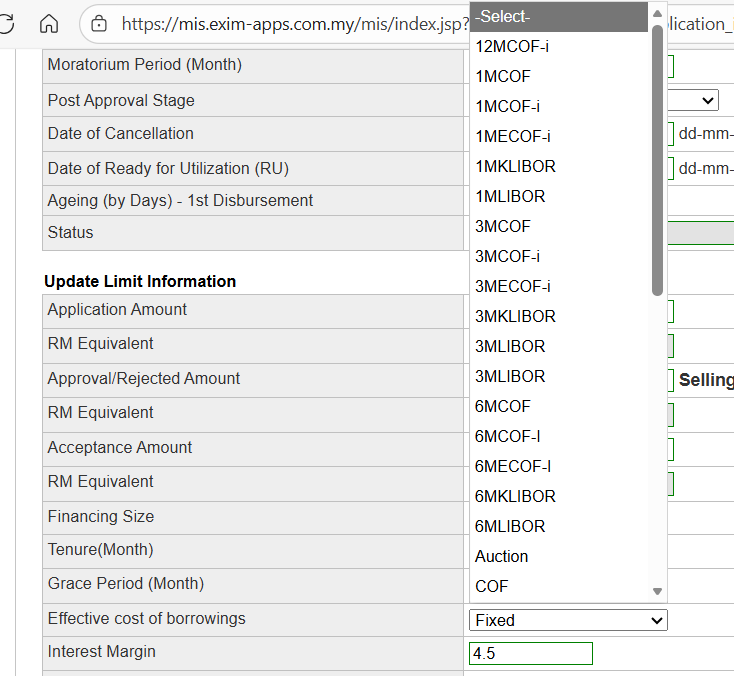 https://mis.exim-apps.com.my/mis/index.jsp?
Moratorium Period (Month)
Post Approval Stage
Date of Cancellation
dd-mm-
Date of Ready for Utilization (RU)
dd-mm-
Ageing (by Days) - 1st Disbursement
Status
Update Limit Information
Application Amount
RM Equivalent
Approval/Rejected Amount
Selling
RM Equivalent
Acceptance Amount
RM Equivalent
Financing Size
Tenure(Month)
Grace Period (Month)
Effective cost of borrowings
Fixed
Interest Margin
4.5
-Select-
12MCOF-i
1MCOF
1MCOF-i
1MECOF-i
1MKLIBOR
1MLIBOR
3MCOF
3MCOF-i
3MECOF-i
3MKLIBOR
3MLIBOR
3MLIBOR
6MCOF
6MCOF-I
6MECOF-I
6MKLIBOR
6MLIBOR
Auction
COF